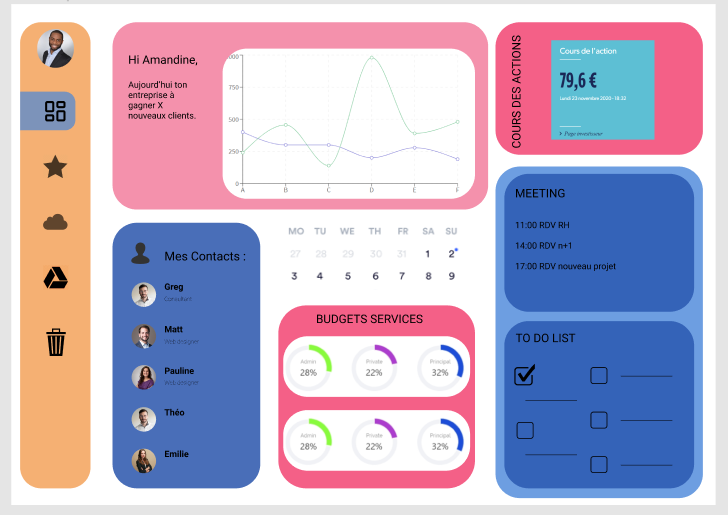 Hi Amandine,
Aujourd'hui ton
entreprise à
gagner X
nouveaux clients.
1000
750
500
250
0
A B C D E F
COURS DES ACTIONS
Cours de l'action
79,6 €
Lundi 23 novembre 2020 - 18:32
Page investisseur
MEETING
11:00 RDV RH
14:00 RDV n+1
17:00 RDV nouveau projet
Mes Contacts :
Greg
Consultant
Matt
Web designer
Pauline
Web designer
Théo
Emilie
MO TU WE TH FR SA SU
27 28 29 30 31 1 2
3 4 5 6 7 8 9
BUDGETS SERVICES
Admin
28%
Private
22%
Principal
32%
Admin
28%
Private
22%
Principal
32%
TO DO LIST